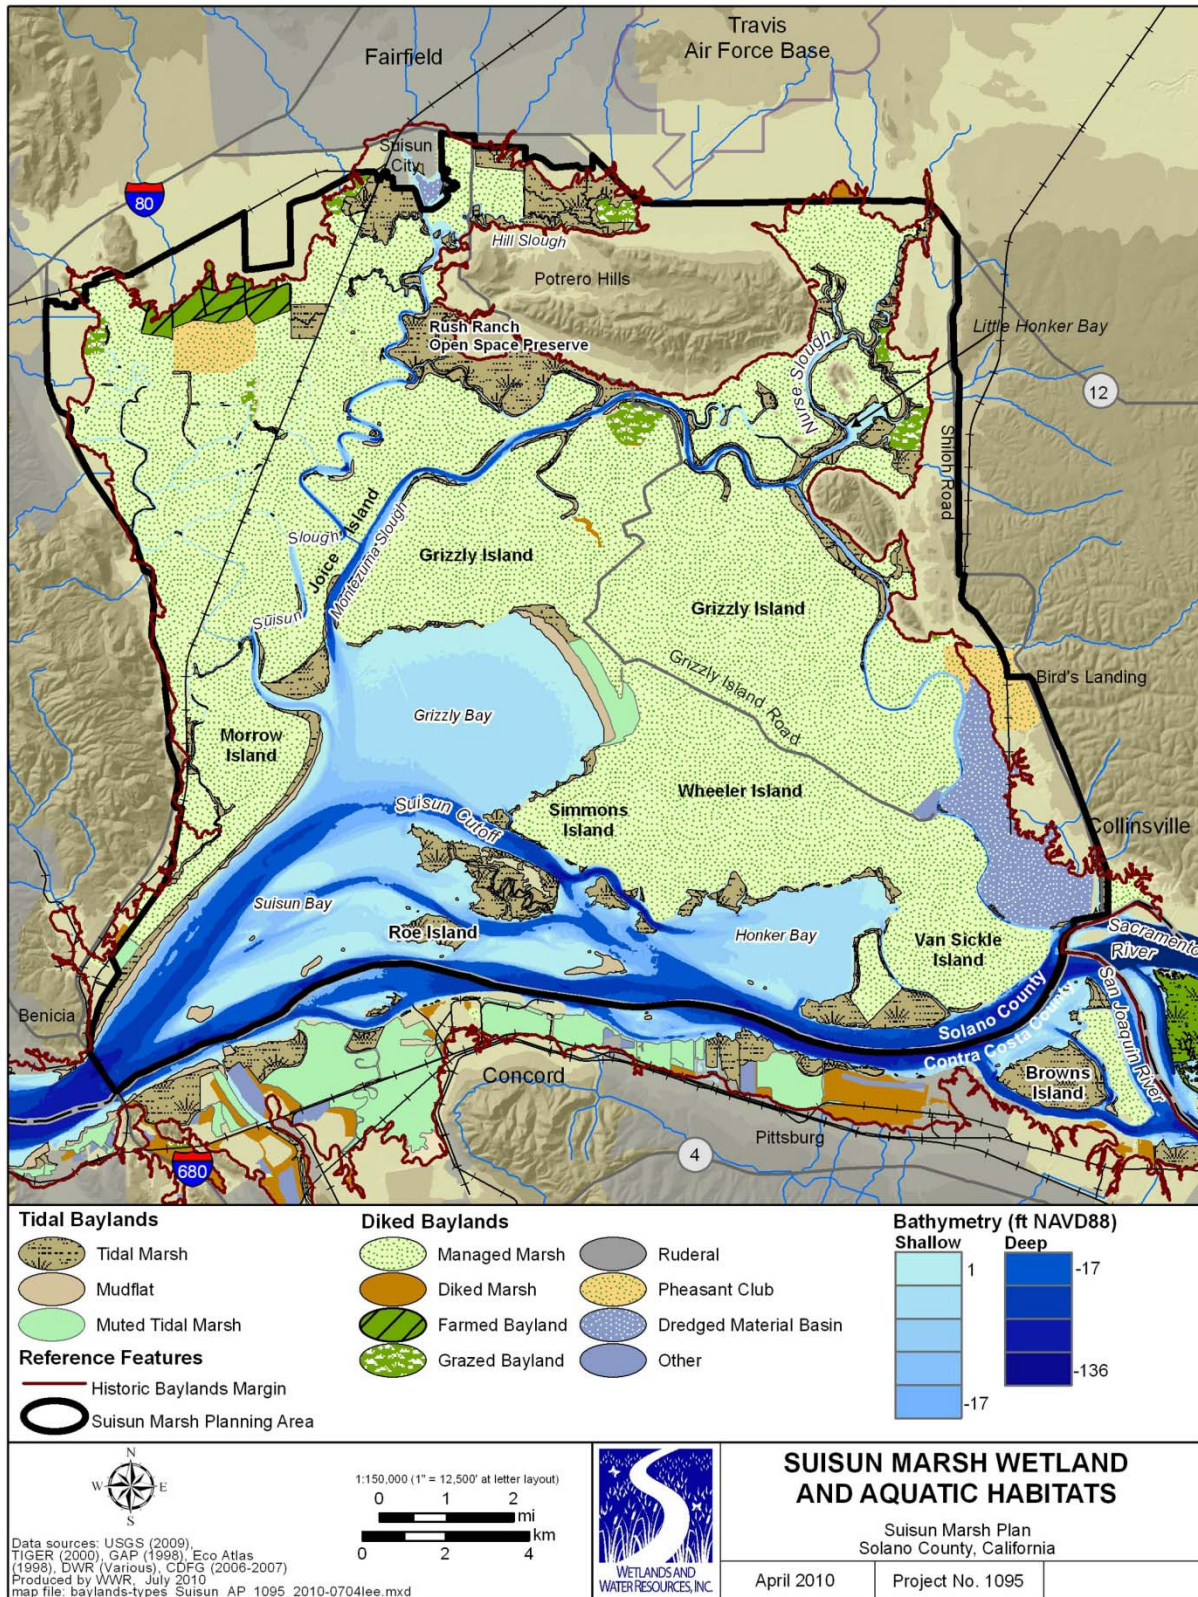 Travis
Air Force Base
Fairfield
Suisun
City
80
Hill Slough
Potrero Hills
Little Honker Bay
Rush Ranch
Open Space Preserve
Nurse Slough
12
Shiloh Road
Slough
Joice Island
Montezuma Slough
Grizzly Island
Grizzly Island
Suisun
Grizzly Island Road
Bird's Landing
Grizzly Bay
Morrow
Island
Suisun Cutoff
Simmons
Island
Wheeler Island
Collinsville
Suisun Bay
Roe Island
Honker Bay
Van Sickle
Island
Sacramento
River
San Joaquin River
Solano County
Contra Costa County
Benicia
Concord
Browns
Island
Pittsburg
4
680
Tidal Baylands
Tidal Marsh
Mudflat
Muted Tidal Marsh
Reference Features
Historic Baylands Margin
Suisun Marsh Planning Area
Diked Baylands
Managed Marsh
Diked Marsh
Farmed Bayland
Grazed Bayland
Ruderal
Pheasant Club
Dredged Material Basin
Other
Bathymetry (ft NAVD88)
Shallow
Deep
1
-17
-17
-136
N
W
E
S
1:150,000 (1" = 12,500' at letter layout)
0 1 2
mi
km
0 2 4
Data sources: USGS (2009),
TIGER (2000), GAP (1998), Eco Atlas
(1998), DWR (Various), CDFG (2006-2007)
Produced by WWR, July 2010
map file: baylands-types_Suisun_AP_1095_2010-0704lee.mxd
WETLANDS AND
WATER RESOURCES, INC.
SUISUN MARSH WETLAND
AND AQUATIC HABITATS
Suisun Marsh Plan
Solano County, California
April 2010
Project No. 1095